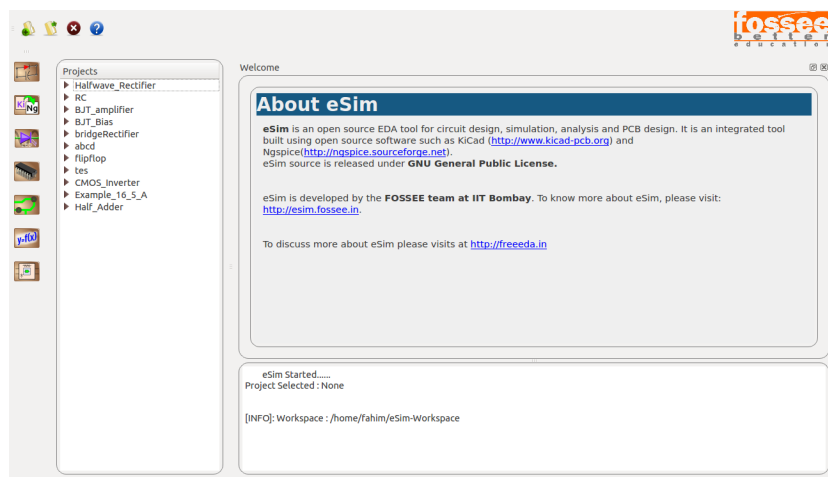 fossee
better
education
Projects
Halfwave_Rectifier
RC
BJT_amplifier
BJT_Bias
bridgeRectifier
abcd
flipflop
tes
CMOS_Inverter
Example_16_5_A
Half_Adder
Ki Ng
y=f(x)
Welcome
About eSim
eSim is an open source EDA tool for circuit design, simulation, analysis and PCB design. It is an integrated tool
built using open source software such as KiCad (http://www.kicad-pcb.org) and
Ngspice(http://ngspice.sourceforge.net).
eSim source is released under GNU General Public License.
eSim is developed by the FOSSEE team at IIT Bombay. To know more about eSim, please visit:
http://esim.fossee.in.
To discuss more about eSim please visits at http://freeeda.in
eSim Started......
Project Selected : None
[INFO]: Workspace : /home/fahim/eSim-Workspace